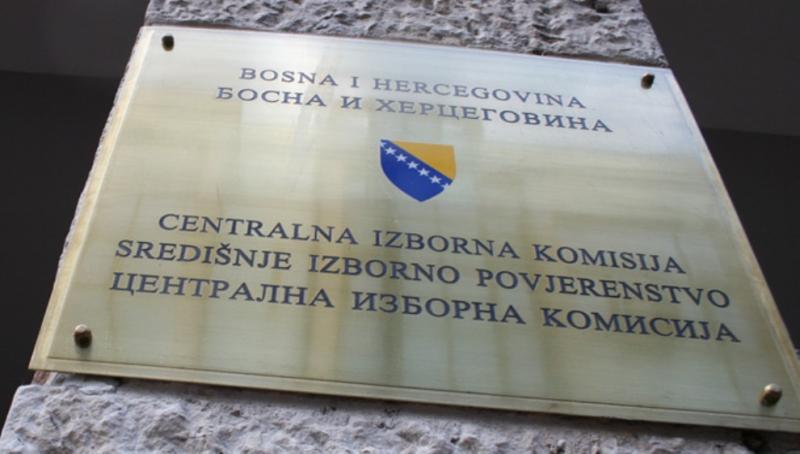 BOSNA I HERCEGOVINA
БОСНА И ХЕРЦЕГОВИНА
CENTRALNA IZBORNA KOMISIJA
SREDIŠNJE IZBORNO POVJERENSTVO
ЦЕНТРАЛНА ИЗБОРНА КОМИСИЈА